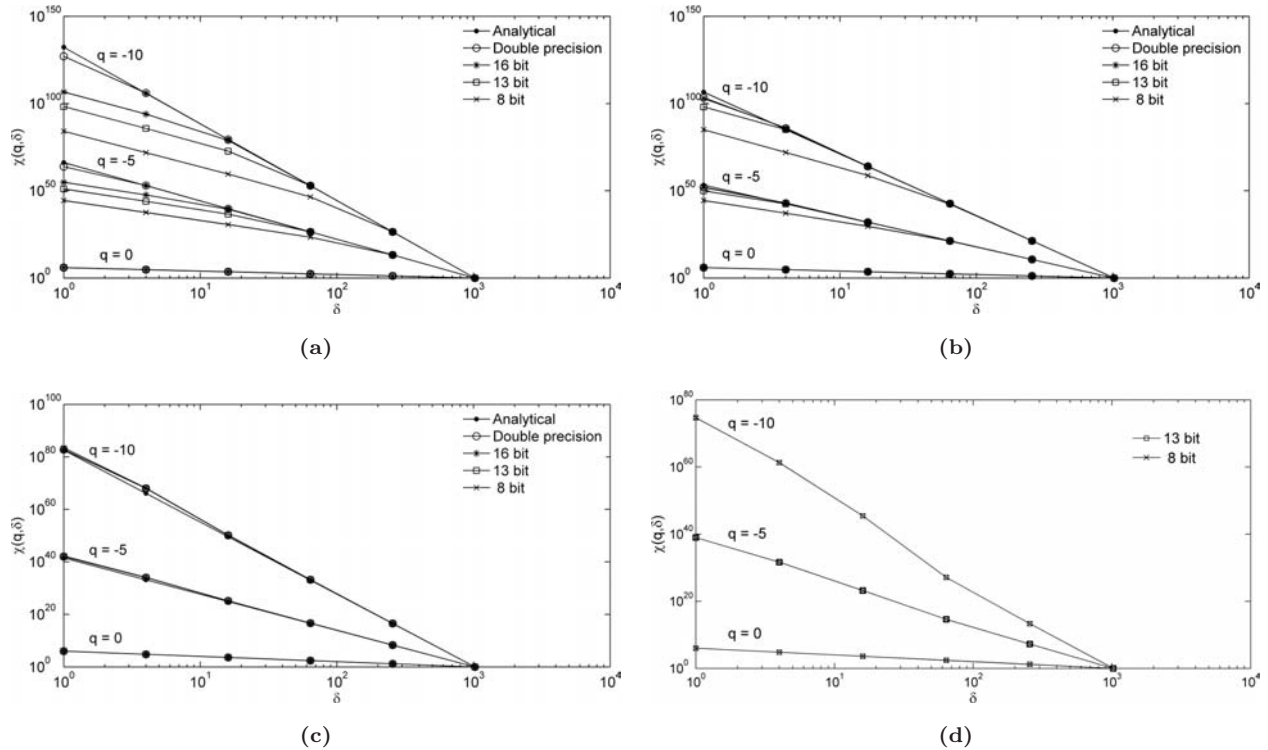 10^150
10^100
10^50
10^0
χ(q,δ)
q = -10
q = -5
q = 0
Analytical
Double precision
16 bit
13 bit
8 bit
10^0 10^1 10^2 10^3 10^4
δ
(a)
10^150
10^100
10^50
10^0
χ(q,δ)
q = -10
q = -5
q = 0
Analytical
Double precision
16 bit
13 bit
8 bit
10^0 10^1 10^2 10^3 10^4
δ
(b)
10^100
10^80
10^60
10^40
10^20
10^0
χ(q,δ)
q = -10
q = -5
q = 0
Analytical
Double precision
16 bit
13 bit
8 bit
10^0 10^1 10^2 10^3 10^4
δ
(c)
10^80
10^60
10^40
10^20
10^0
χ(q,δ)
q = -10
q = -5
q = 0
13 bit
8 bit
10^0 10^1 10^2 10^3 10^4
δ
(d)